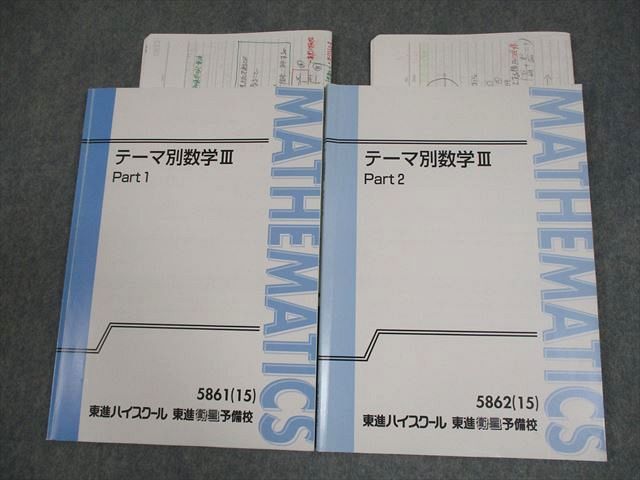 テーマ別数学Ⅲ
Part 1
MATHEMATICS
5861(15)
東進ハイスクール 東進衛星予備校
テーマ別数学Ⅲ
Part 2
MATHEMATICS
5862(15)
東進ハイスクール 東進衛星予備校